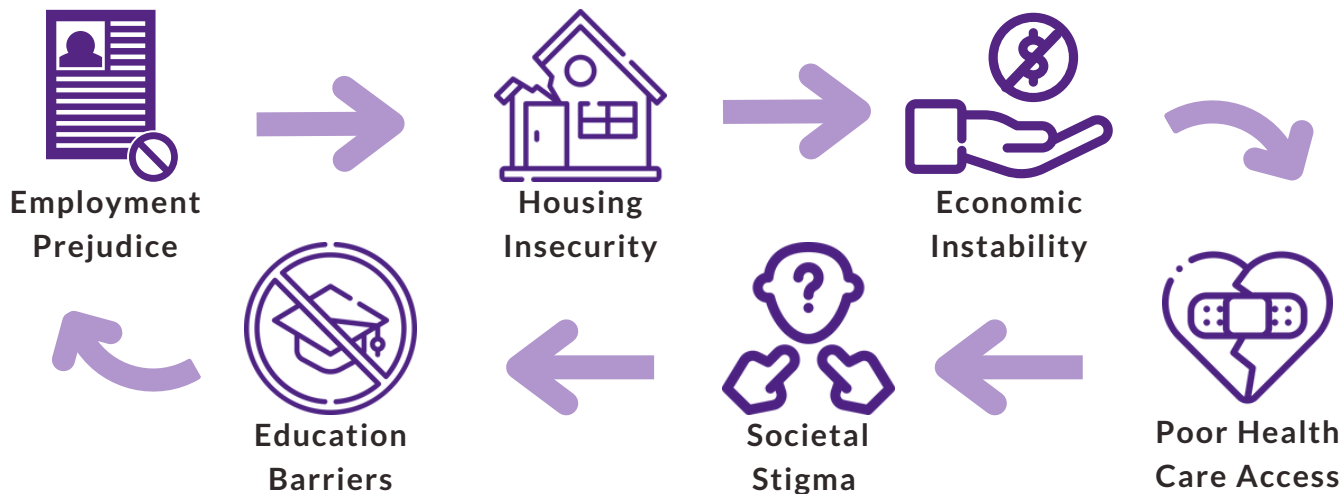 Employment
Prejudice
Housing
Insecurity
$
Economic
Instability
Education
Barriers
?
Societal
Stigma
Poor Health
Care Access